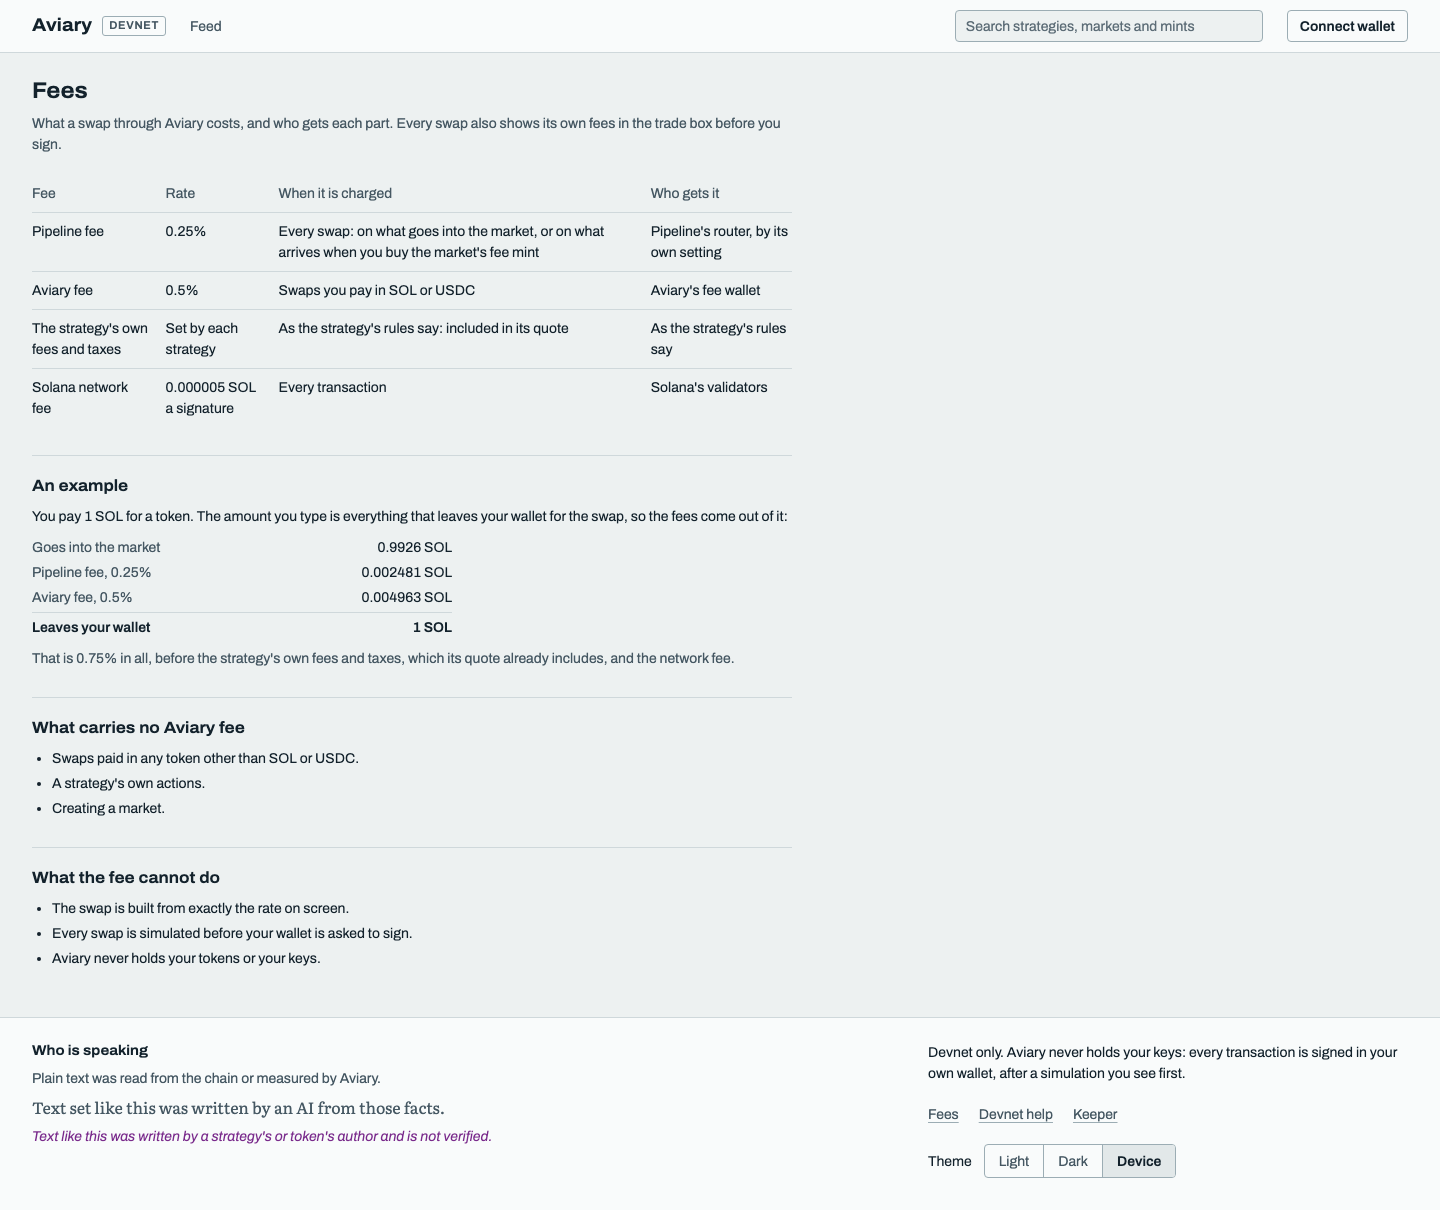 Aviary DEVNET Feed Search strategies, markets and mints Connect wallet
Fees
What a swap through Aviary costs, and who gets each part. Every swap also shows its own fees in the trade box before you
sign.
Fee Rate When it is charged Who gets it
Pipeline fee 0.25% Every swap: on what goes into the market, or on what Pipeline's router, by its
arrives when you buy the market's fee mint own setting
Aviary fee 0.5% Swaps you pay in SOL or USDC Aviary's fee wallet
The strategy's own Set by each As the strategy's rules say: included in its quote As the strategy's rules
fees and taxes strategy say
Solana network 0.000005 SOL Every transaction Solana's validators
fee a signature
An example
You pay 1 SOL for a token. The amount you type is everything that leaves your wallet for the swap, so the fees come out of it:
Goes into the market 0.9926 SOL
Pipeline fee, 0.25% 0.002481 SOL
Aviary fee, 0.5% 0.004963 SOL
Leaves your wallet 1 SOL
That is 0.75% in all, before the strategy's own fees and taxes, which its quote already includes, and the network fee.
What carries no Aviary fee
• Swaps paid in any token other than SOL or USDC.
• A strategy's own actions.
• Creating a market.
What the fee cannot do
• The swap is built from exactly the rate on screen.
• Every swap is simulated before your wallet is asked to sign.
• Aviary never holds your tokens or your keys.
Who is speaking
Plain text was read from the chain or measured by Aviary.
Text set like this was written by an AI from those facts.
Text like this was written by a strategy's or token's author and is not verified.
Devnet only. Aviary never holds your keys: every transaction is signed in your
own wallet, after a simulation you see first.
Fees Devnet help Keeper
Theme Light Dark Device